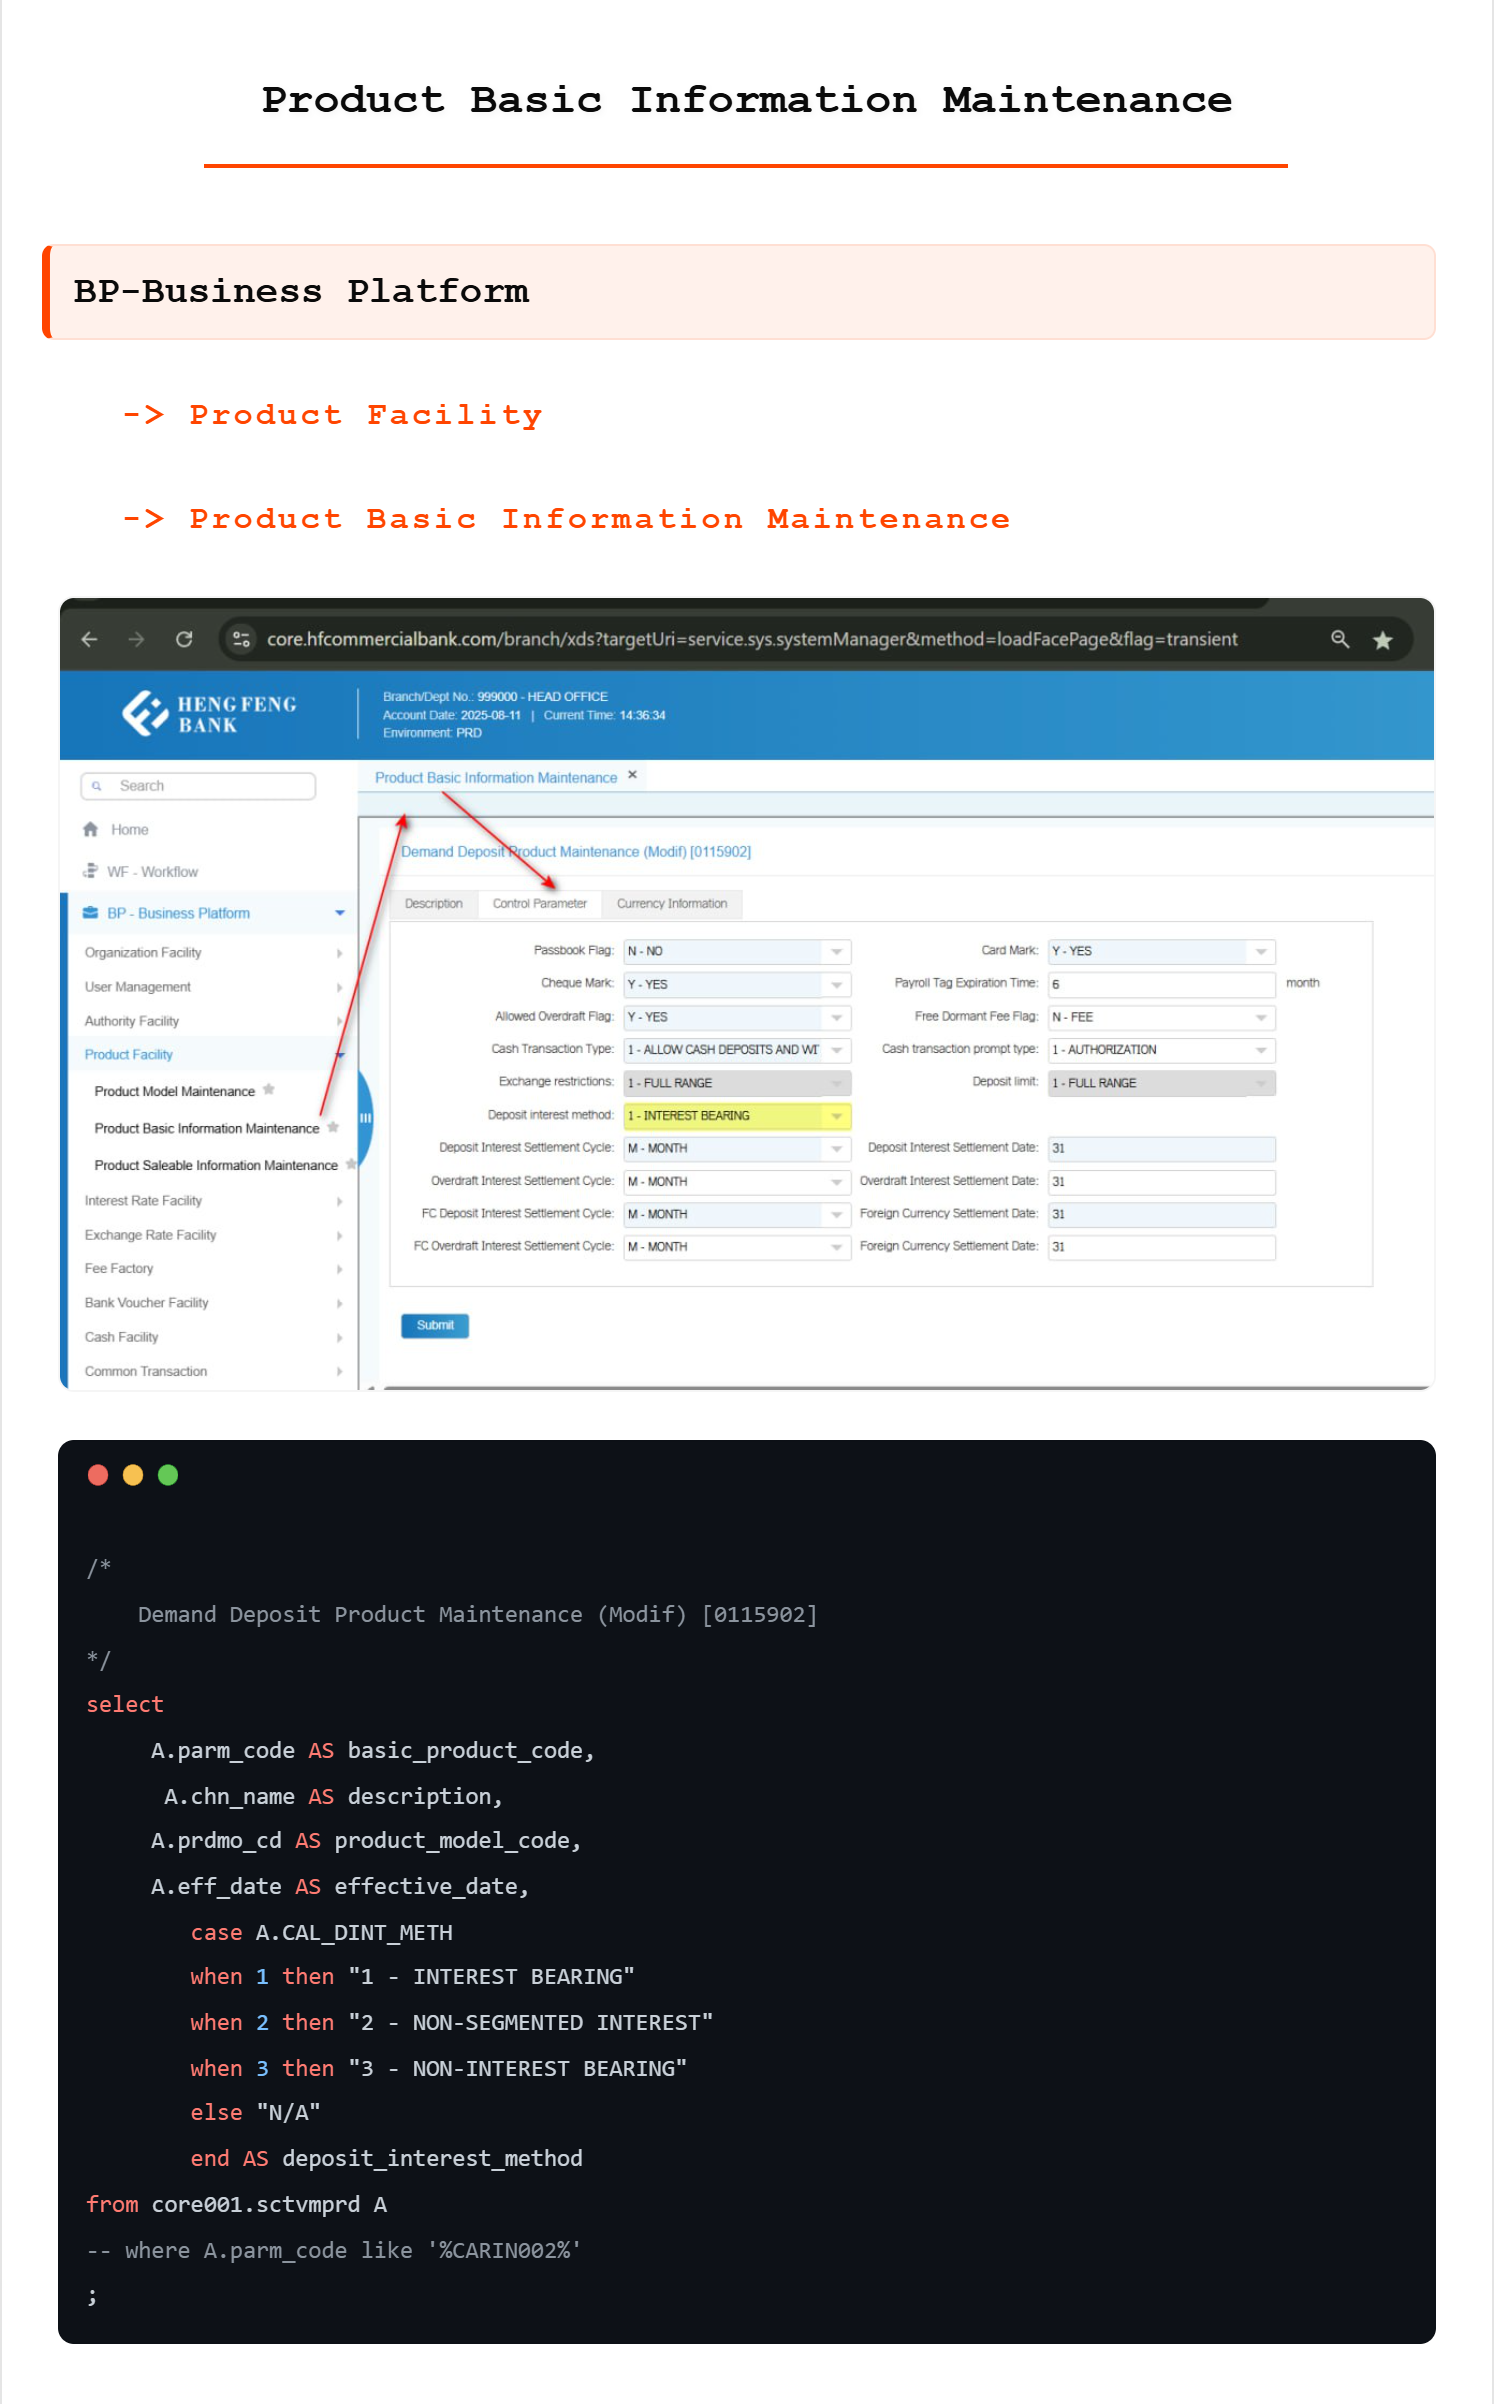 Product Basic Information Maintenance
BP-Business Platform
-> Product Facility
-> Product Basic Information Maintenance
core.hfcommercialbank.com/branch/xds?targetUri=service.sys.systemManager&method=loadFacePage&flag=transient
HENG FENG
BANK
Branch/Dept No.: 999000 - HEAD OFFICE
Account Date: 2025-08-11 | Current Time: 14:36:34
Environment: PRD
Search
Home
WF - Workflow
BP - Business Platform
Organization Facility
User Management
Authority Facility
Product Facility
Product Model Maintenance
Product Basic Information Maintenance
Product Saleable Information Maintenance
Interest Rate Facility
Exchange Rate Facility
Fee Factory
Bank Voucher Facility
Cash Facility
Common Transaction
Product Basic Information Maintenance ×
Demand Deposit Product Maintenance (Modif) [0115902]
Description Control Parameter Currency Information
Passbook Flag: N - NO Card Mark: Y - YES
Cheque Mark: Y - YES Payroll Tag Expiration Time: 6 month
Allowed Overdraft Flag: Y - YES Free Dormant Fee Flag: N - FEE
Cash Transaction Type: 1 - ALLOW CASH DEPOSITS AND WIT Cash transaction prompt type: 1 - AUTHORIZATION
Exchange restrictions: 1 - FULL RANGE Deposit limit: 1 - FULL RANGE
Deposit interest method: 1 - INTEREST BEARING
Deposit Interest Settlement Cycle: M - MONTH Deposit Interest Settlement Date: 31
Overdraft Interest Settlement Cycle: M - MONTH Overdraft Interest Settlement Date: 31
FC Deposit Interest Settlement Cycle: M - MONTH Foreign Currency Settlement Date: 31
FC Overdraft Interest Settlement Cycle: M - MONTH Foreign Currency Settlement Date: 31
Submit
/*
Demand Deposit Product Maintenance (Modif) [0115902]
*/
select
A.parm_code AS basic_product_code,
A.chn_name AS description,
A.prdmo_cd AS product_model_code,
A.eff_date AS effective_date,
case A.CAL_DINT_METH
when 1 then "1 - INTEREST BEARING"
when 2 then "2 - NON-SEGMENTED INTEREST"
when 3 then "3 - NON-INTEREST BEARING"
else "N/A"
end AS deposit_interest_method
from core001.sctvmprd A
-- where A.parm_code like '%CARIN002%'
;